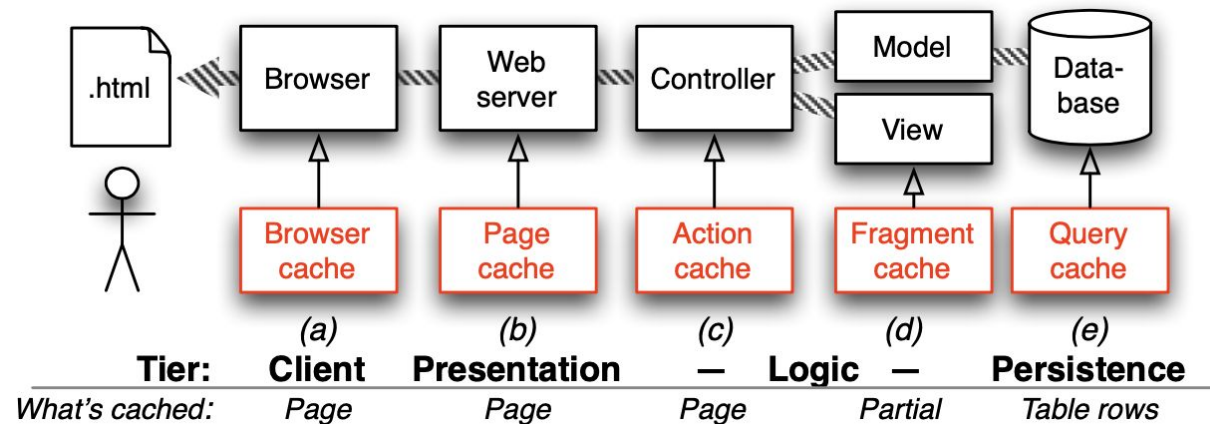 .html
Browser
Web
server
Controller
Model
View
Data-
base
Browser
cache
Page
cache
Action
cache
Fragment
cache
Query
cache
(a) (b) (c) (d) (e)
Tier: Client Presentation — Logic — Persistence
What's cached: Page Page Page Partial Table rows